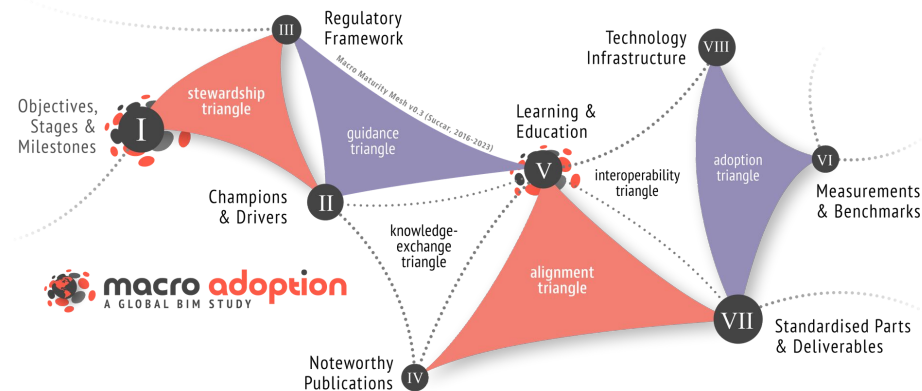 III
Regulatory
Framework
Technology
Infrastructure
VIII
Macro Maturity Mesh v0.3 (Succar, 2016-2023)
stewardship
triangle
Objectives,
Stages &
Milestones
I
Learning &
Education
guidance
triangle
V
interoperability
triangle
adoption
triangle
VI
Measurements
& Benchmarks
Champions
& Drivers
II
knowledge-
exchange
triangle
alignment
triangle
macro adoption
A GLOBAL BIM STUDY
VII
Standardised Parts
& Deliverables
Noteworthy
Publications
IV